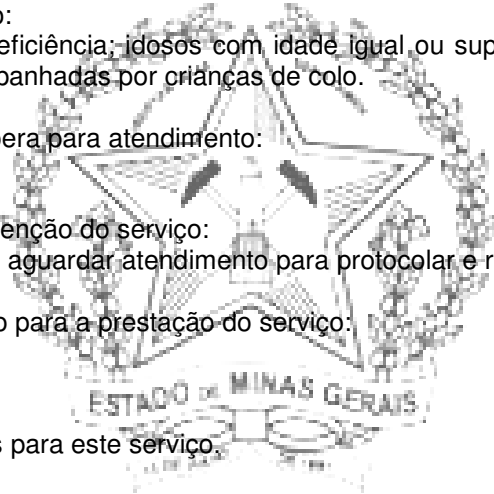 o:
eficiência; idosos com idade igual ou sup
panhadas por crianças de colo.
pera para atendimento:
enção do serviço:
aguardar atendimento para protocolar e r
o para a prestação do serviço:
ESTADO DE MINAS GERAIS
s para este serviço.